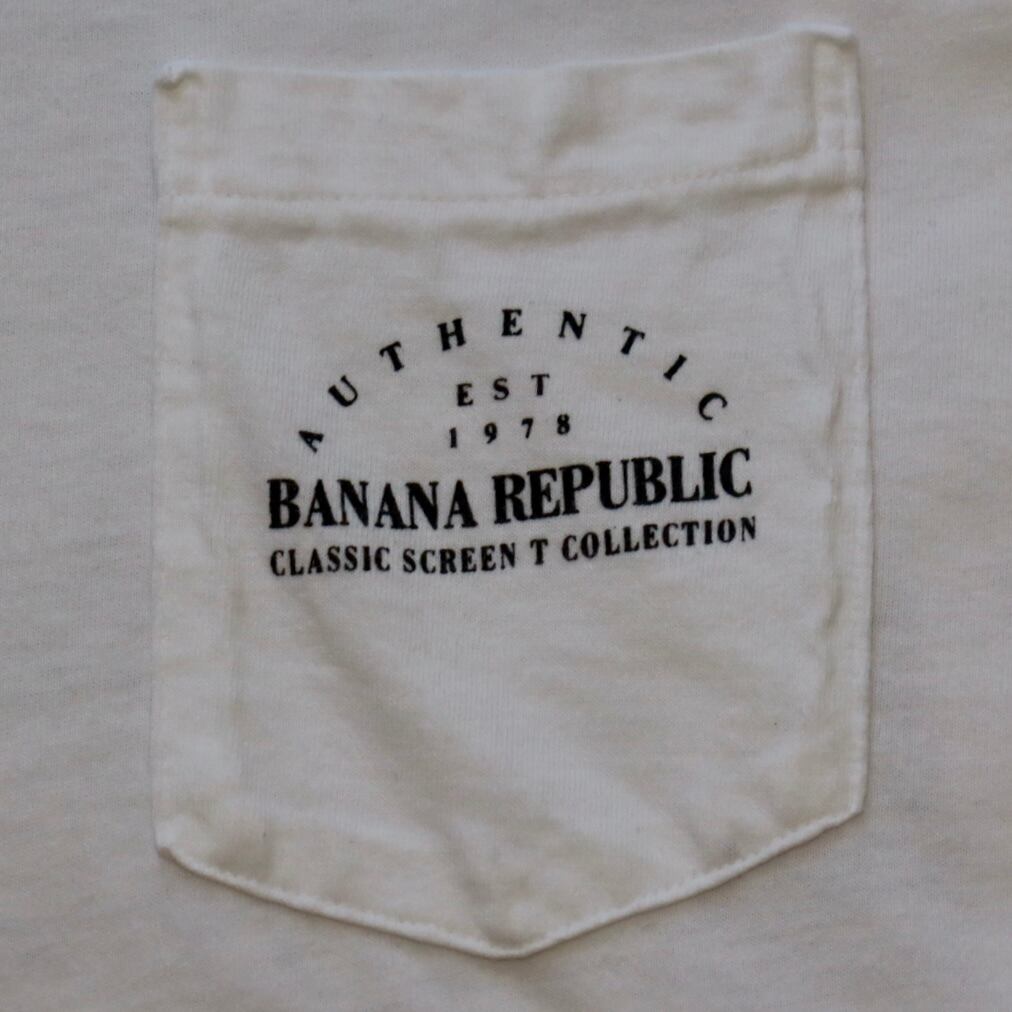 AUTHENTIC
EST
1978
BANANA REPUBLIC
CLASSIC SCREEN T COLLECTION